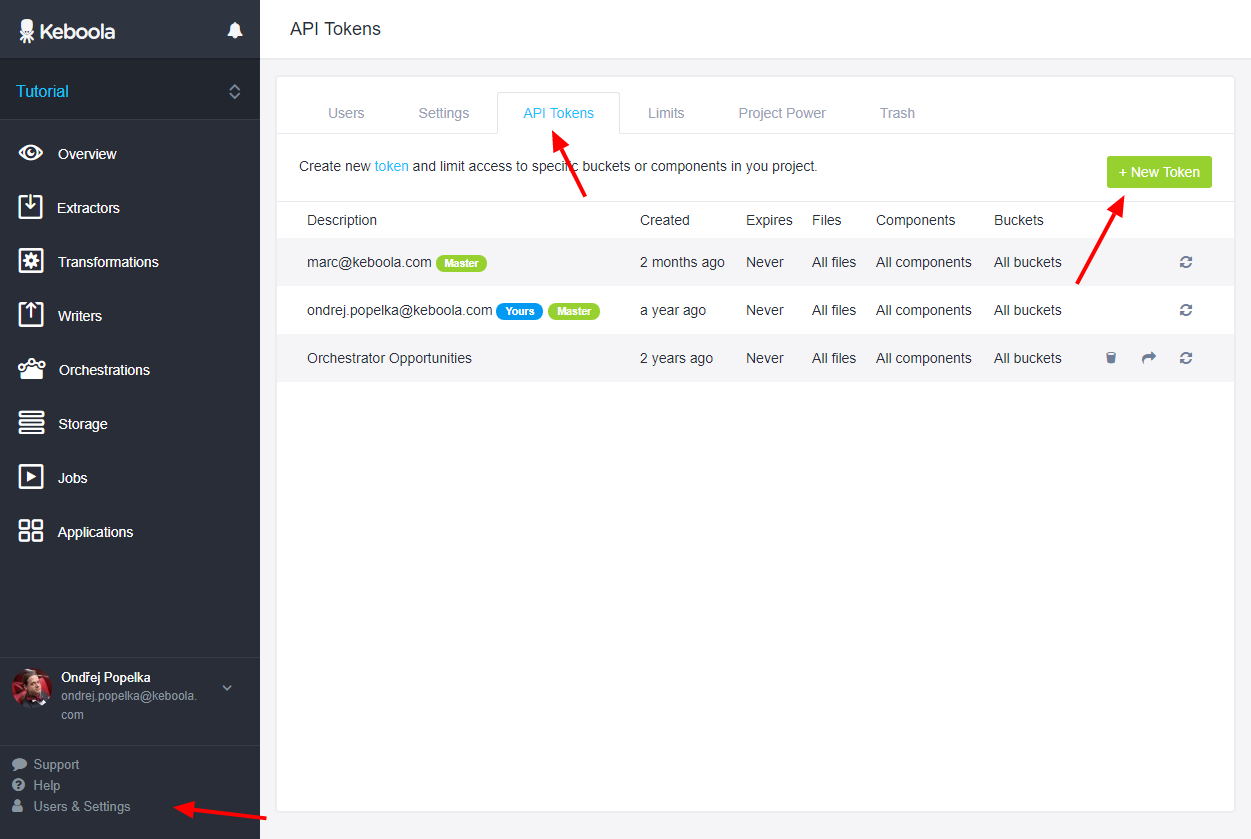 Keboola
API Tokens
Tutorial
Overview
Extractors
Transformations
Writers
Orchestrations
Storage
Jobs
Applications
Ondřej Popelka
ondrej.popelka@keboola.
com
Support
Help
Users & Settings
Users Settings API Tokens Limits Project Power Trash
Create new token and limit access to specific buckets or components in you project.
+ New Token
Description Created Expires Files Components Buckets
marc@keboola.com Master 2 months ago Never All files All components All buckets
ondrej.popelka@keboola.com Yours Master a year ago Never All files All components All buckets
Orchestrator Opportunities 2 years ago Never All files All components All buckets